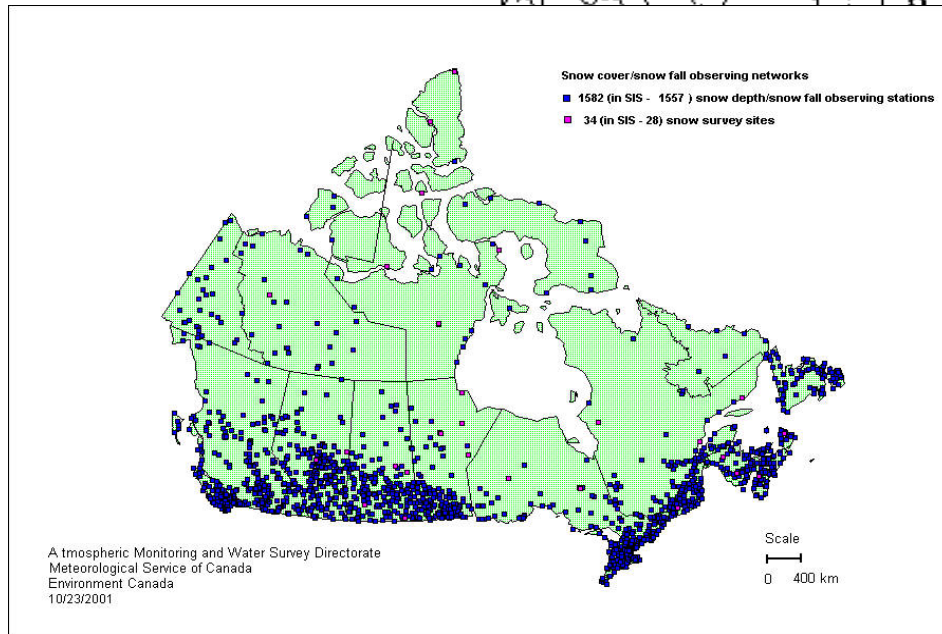 Snow cover/snow fall observing networks
1582 (in SIS - 1557 ) snow depth/snow fall observing stations
34 (in SIS - 28) snow survey sites
A tmospheric Monitoring and Water Survey Directorate
Meteorological Service of Canada
Environment Canada
10/23/2001
Scale
0 400 km